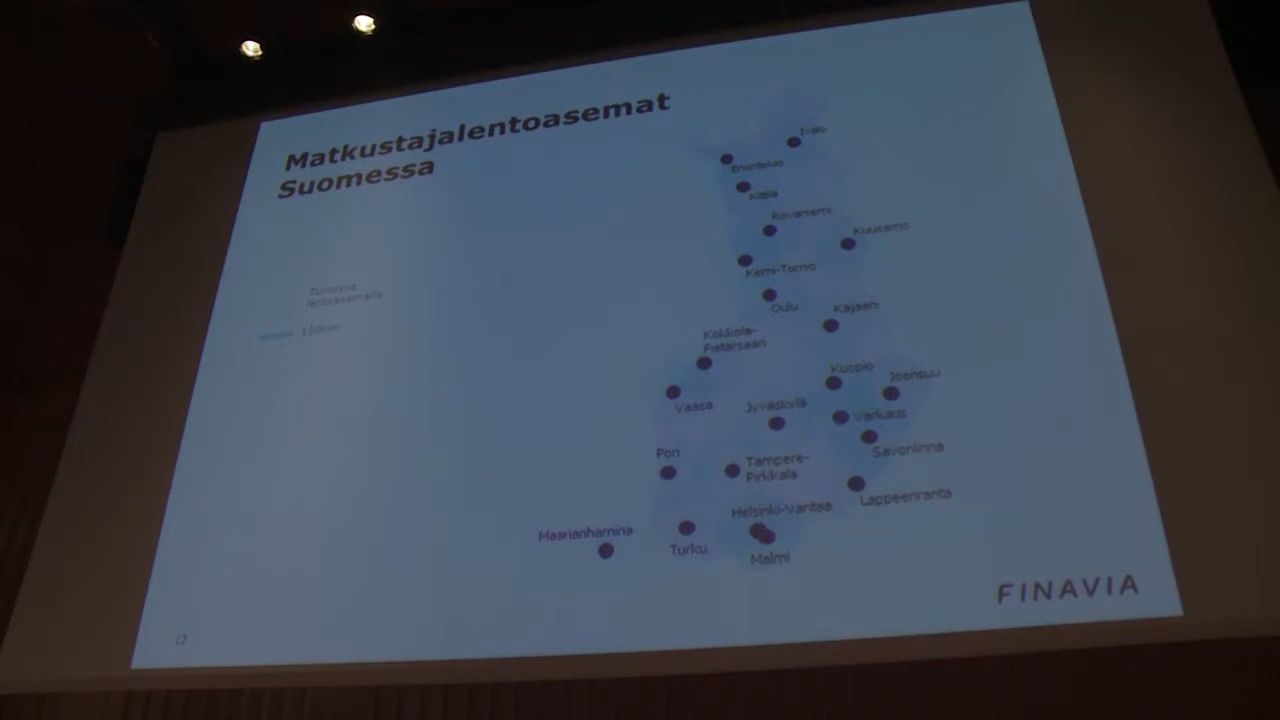 Matkustajalentoasemat
Suomessa
Ivalo
Enontekiö
Kittilä
Rovaniemi
Kuusamo
Kemi-Tornio
Oulu
Kajaani
Kokkola-
Pietarsaari
Kuopio
Joensuu
Vaasa
Jyväskylä
Varkaus
Savonlinna
Pori
Tampere-
Pirkkala
Lappeenranta
Helsinki-Vantaa
Maarianhamina
Turku
Malmi
FINAVIA